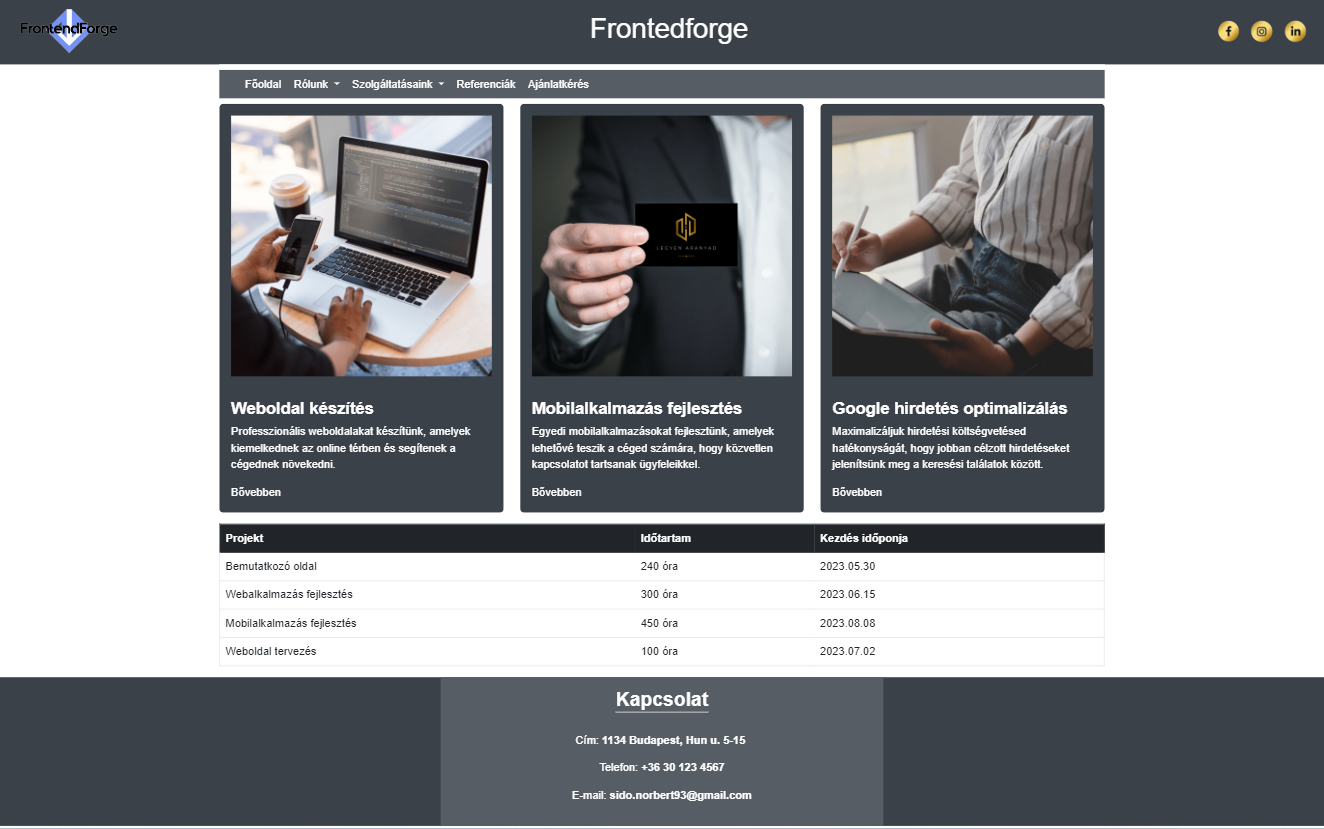 FrontendForge
Frontedforge
Főoldal Rólunk Szolgáltatásaink Referenciák Ajánlatkérés
LEGYEN ARANYAD
Weboldal készítés
Professzionális weboldalakat készítünk, amelyek
kiemelkednek az online térben és segítenek a
cégednek növekedni.
Bővebben
Mobilalkalmazás fejlesztés
Egyedi mobilalkalmazásokat fejlesztünk, amelyek
lehetővé teszik a céged számára, hogy közvetlen
kapcsolatot tartsanak ügyfeleikkel.
Bővebben
Google hirdetés optimalizálás
Maximalizáljuk hirdetési költségvetésed
hatékonyságát, hogy jobban célzott hirdetéseket
jelenítsünk meg a keresési találatok között.
Bővebben
Projekt Időtartam Kezdés időponja
Bemutatkozó oldal 240 óra 2023.05.30
Webalkalmazás fejlesztés 300 óra 2023.06.15
Mobilalkalmazás fejlesztés 450 óra 2023.08.08
Weboldal tervezés 100 óra 2023.07.02
Kapcsolat
Cím: 1134 Budapest, Hun u. 5-15
Telefon: +36 30 123 4567
E-mail: sido.norbert93@gmail.com